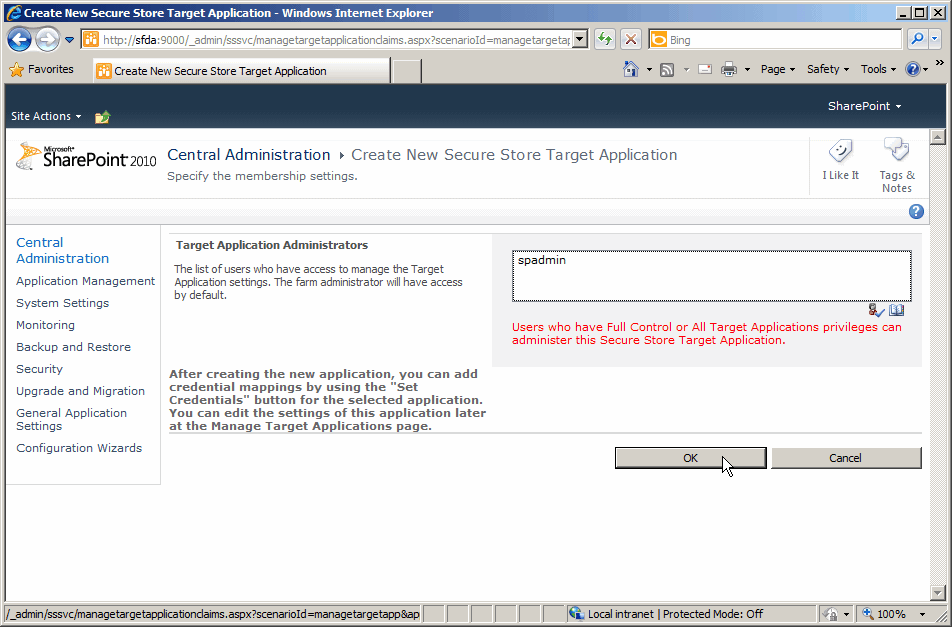 Create New Secure Store Target Application - Windows Internet Explorer
http://sfda:9000/_admin/sssvc/managetargetapplicationclaims.aspx?scenarioId=managetargetap
Bing
Favorites
Create New Secure Store Target Application
Page
Safety
Tools
SharePoint
Site Actions
Microsoft®
SharePoint 2010
Central Administration
Create New Secure Store Target Application
Specify the membership settings.
I Like It
Tags &
Notes
Central
Administration
Application Management
System Settings
Monitoring
Backup and Restore
Security
Upgrade and Migration
General Application
Settings
Configuration Wizards
Target Application Administrators
The list of users who have access to manage the Target
Application settings. The farm administrator will have access
by default.
spadmin
Users who have Full Control or All Target Applications privileges can
administer this Secure Store Target Application.
After creating the new application, you can add
credential mappings by using the "Set
Credentials" button for the selected application.
You can edit the settings of this application later
at the Manage Target Applications page.
OK
Cancel
/_admin/sssvc/managetargetapplicationclaims.aspx?scenarioId=managetargetapp&ap
Local intranet | Protected Mode: Off
100%